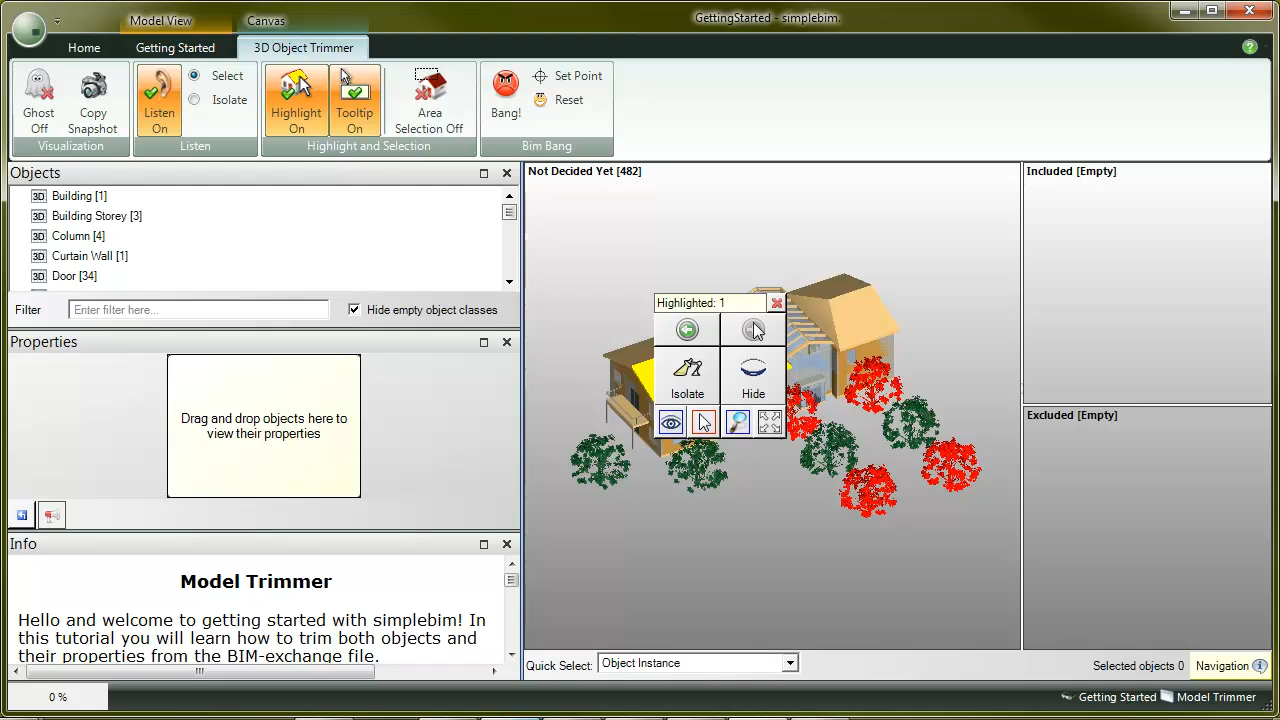 Model View
Canvas
GettingStarted - simplebim.
Home
Getting Started
3D Object Trimmer
Ghost Off
Copy Snapshot
Visualization
Listen On
Select
Isolate
Listen
Highlight On
Tooltip On
Area Selection Off
Highlight and Selection
Bang!
Set Point
Reset
Bim Bang
Objects
3D Building [1]
3D Building Storey [3]
3D Column [4]
3D Curtain Wall [1]
3D Door [34]
Filter
Enter filter here...
Hide empty object classes
Properties
Drag and drop objects here to
view their properties
Info
Model Trimmer
Hello and welcome to getting started with simplebim! In
this tutorial you will learn how to trim both objects and
their properties from the BIM-exchange file.
0 %
Not Decided Yet [482]
Highlighted: 1
Isolate
Hide
Included [Empty]
Excluded [Empty]
Quick Select:
Object Instance
Selected objects 0
Navigation
Getting Started
Model Trimmer